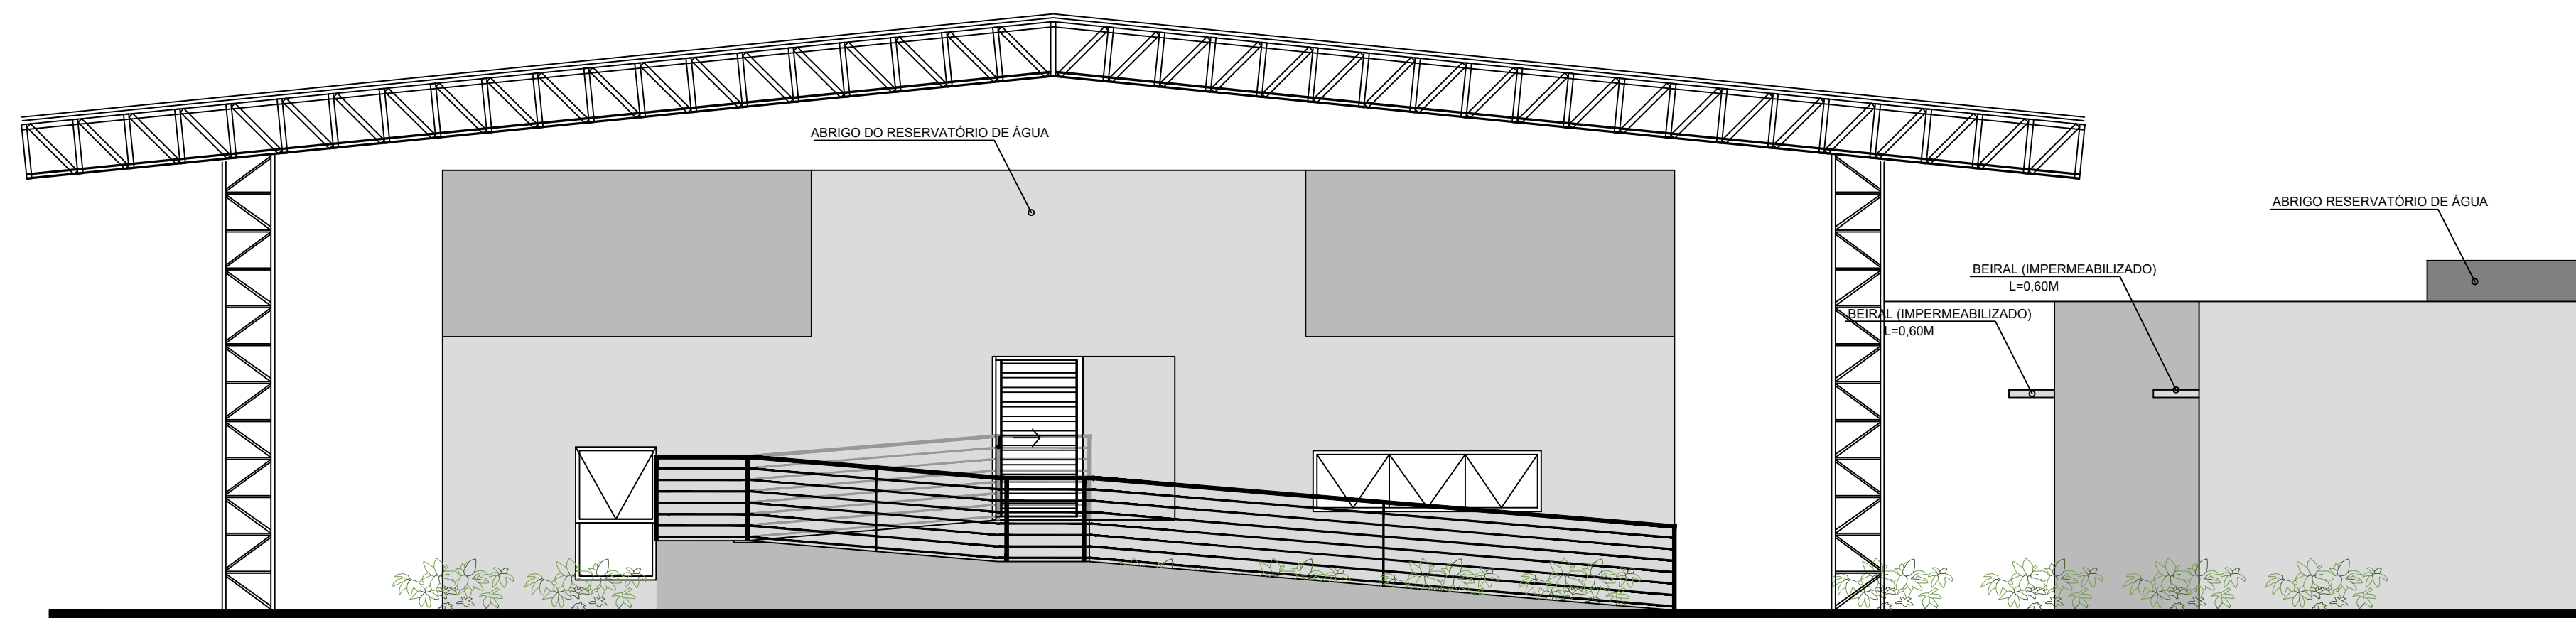 ABRIGO DO RESERVATÓRIO DE ÁGUA
ABRIGO RESERVATÓRIO DE ÁGUA
BEIRAL (IMPERMEABILIZADO)
L=0,60M
BEIRAL (IMPERMEABILIZADO)
L=0,60M